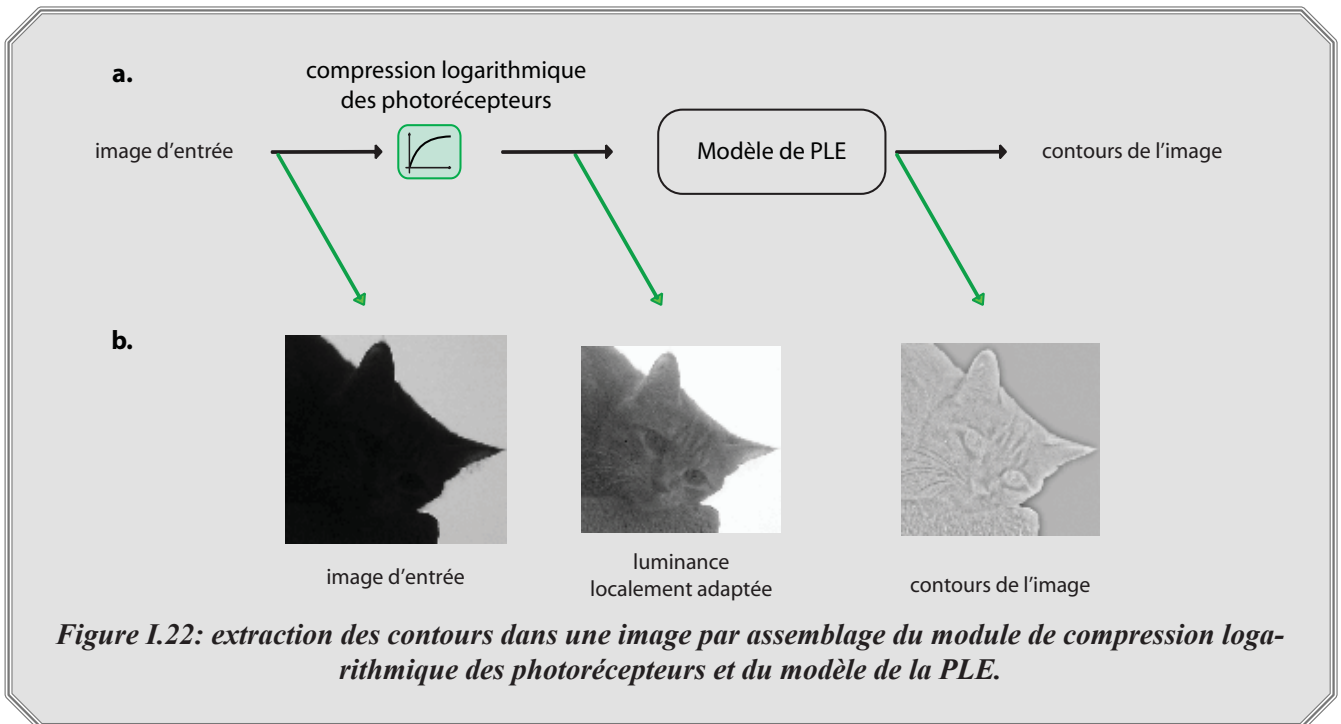 a.
compression logarithmique
des photorécepteurs
image d'entrée
Modèle de PLE
contours de l'image
b.
image d'entrée
luminance
localement adaptée
contours de l'image
Figure I.22: extraction des contours dans une image par assemblage du module de compression loga-
rithmique des photorécepteurs et du modèle de la PLE.